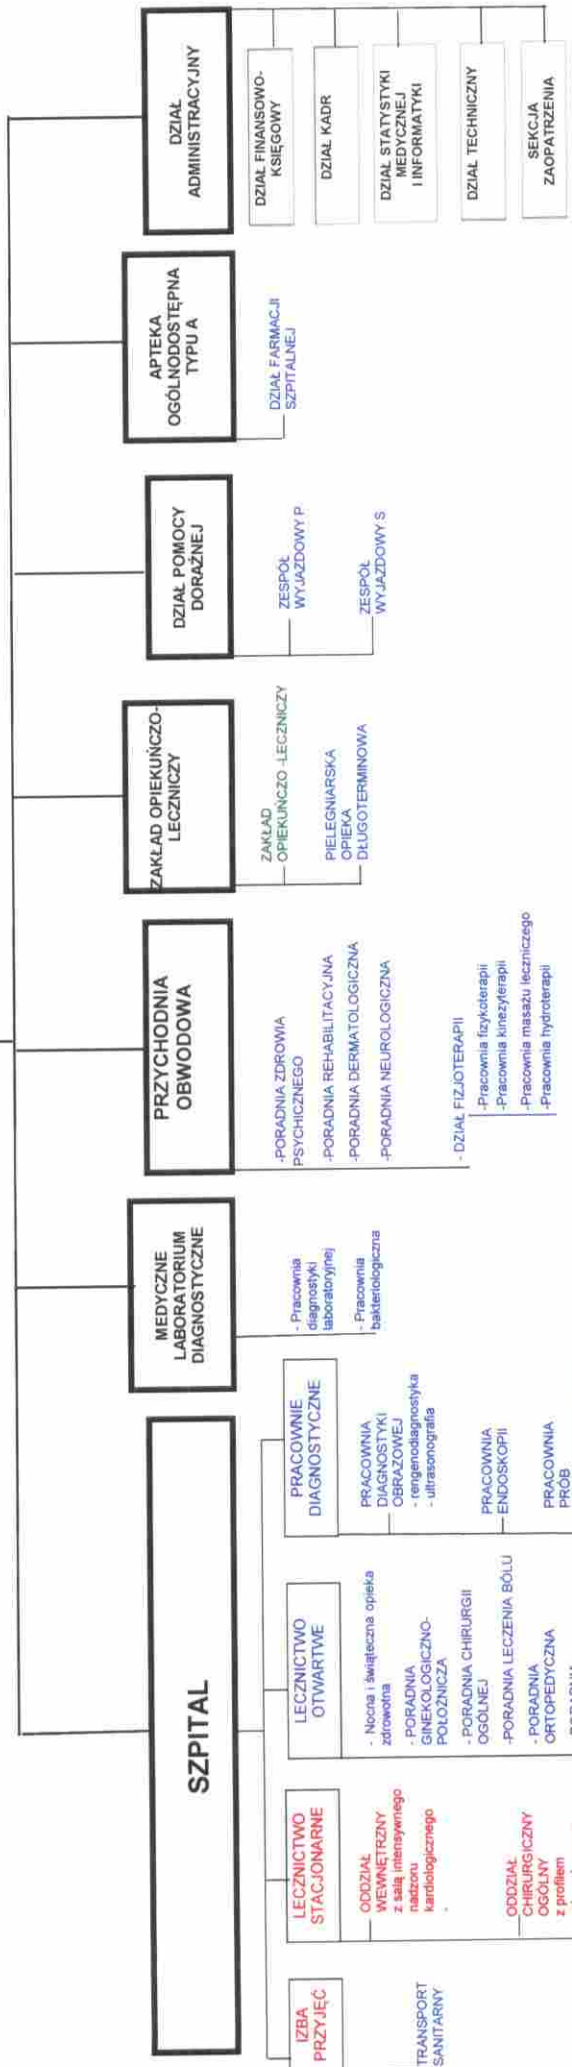 SZPITAL
IZBA
PRZYJĘĆ
TRANSPORT
SANITARNY
LECZNICTWO
STACJONARNE
ODDZIAŁ
WEWNĘTRZNY
z salą intensywnego
nadzoru
kardiologicznego
ODDZIAŁ
CHIRURGICZNY
OGÓLNY
z profilem
LECZNICTWO
OTWARTWE
- Nocna i świąteczna opieka
zdrowotna
- PORADNIA
GINEKOLOGICZNO-
POŁOŻNICZA
- PORADNIA CHIRURGII
OGÓLNEJ
-PORADNIA LECZENIA BÓLU
- PORADNIA
ORTOPEDYCZNA
PRACOWNIE
DIAGNOSTYCZNE
PRACOWNIA
DIAGNOSTYKI
OBRAZOWEJ
- rengenodiagnostyka
- ultrasonografia
PRACOWNIA
ENDOSKOPII
PRACOWNIA
PRÓB
MEDYCZNE
LABORATORIUM
DIAGNOSTYCZNE
- Pracownia
diagnostyki
laboratoryjnej
- Pracownia
bakteriologiczna
PRZYCHODNIA
OBWODOWA
-PORADNIA ZDROWIA
PSYCHICZNEGO
-PORADNIA REHABILITACYJNA
-PORADNIA DERMATOLOGICZNA
-PORADNIA NEUROLOGICZNA
- DZIAŁ FIZJOTERAPII
-Pracownia fizykoterapii
-Pracownia kinezyterapii
-Pracownia masażu leczniczego
-Pracownia hydroterapii
ZAKŁAD OPIEKUŃCZO-
LECZNICZY
ZAKŁAD
OPIEKUŃCZO -LECZNICZY
PIELEGNIARSKA
OPIEKA
DŁUGOTERMINOWA
DZIAŁ POMOCY
DORAŹNEJ
ZESPÓŁ
WYJAZDOWY P
ZESPÓŁ
WYJAZDOWY S
APTEKA
OGÓLNODOSTĘPNA
TYPU A
DZIAŁ FARMACJI
SZPITALNEJ
DZIAŁ
ADMINISTRACYJNY
DZIAŁ FINANSOWO-
KSIĘGOWY
DZIAŁ KADR
DZIAŁ STATYSTYKI
MEDYCZNEJ
I INFORMATYKI
DZIAŁ TECHNICZNY
SEKCJA
ZAOPATRZENIA